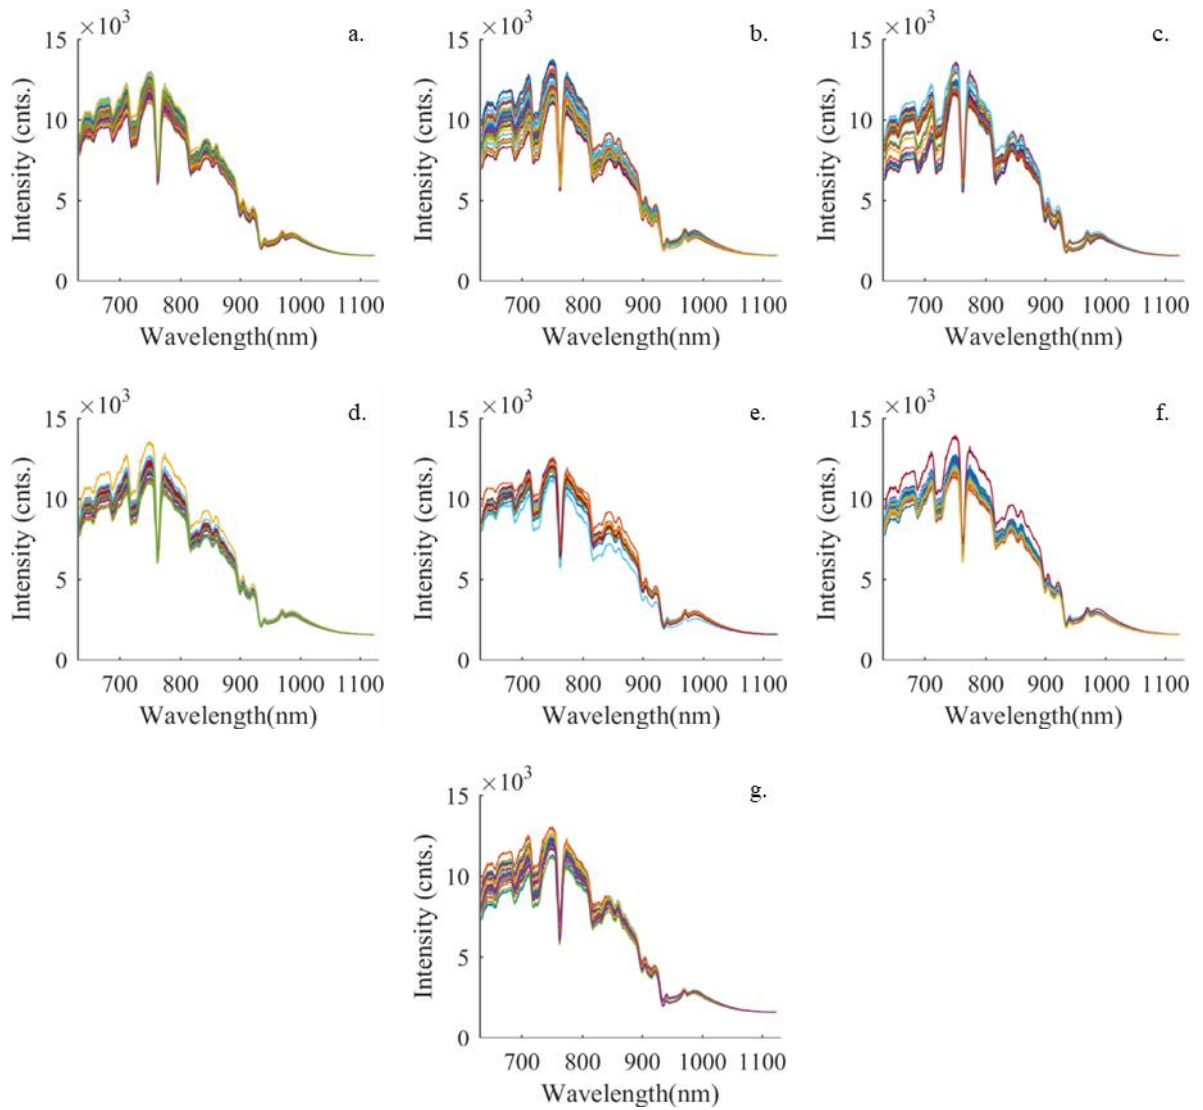 ×10³ a.
15
10
5
0
Intensity (cnts.)
700 800 900 1000 1100
Wavelength(nm)
×10³ b.
15
10
5
0
Intensity (cnts.)
700 800 900 1000 1100
Wavelength(nm)
×10³ c.
15
10
5
0
Intensity (cnts.)
700 800 900 1000 1100
Wavelength(nm)
×10³ d.
15
10
5
0
Intensity (cnts.)
700 800 900 1000 1100
Wavelength(nm)
×10³ e.
15
10
5
0
Intensity (cnts.)
700 800 900 1000 1100
Wavelength(nm)
×10³ f.
15
10
5
0
Intensity (cnts.)
700 800 900 1000 1100
Wavelength(nm)
×10³ g.
15
10
5
0
Intensity (cnts.)
700 800 900 1000 1100
Wavelength(nm)